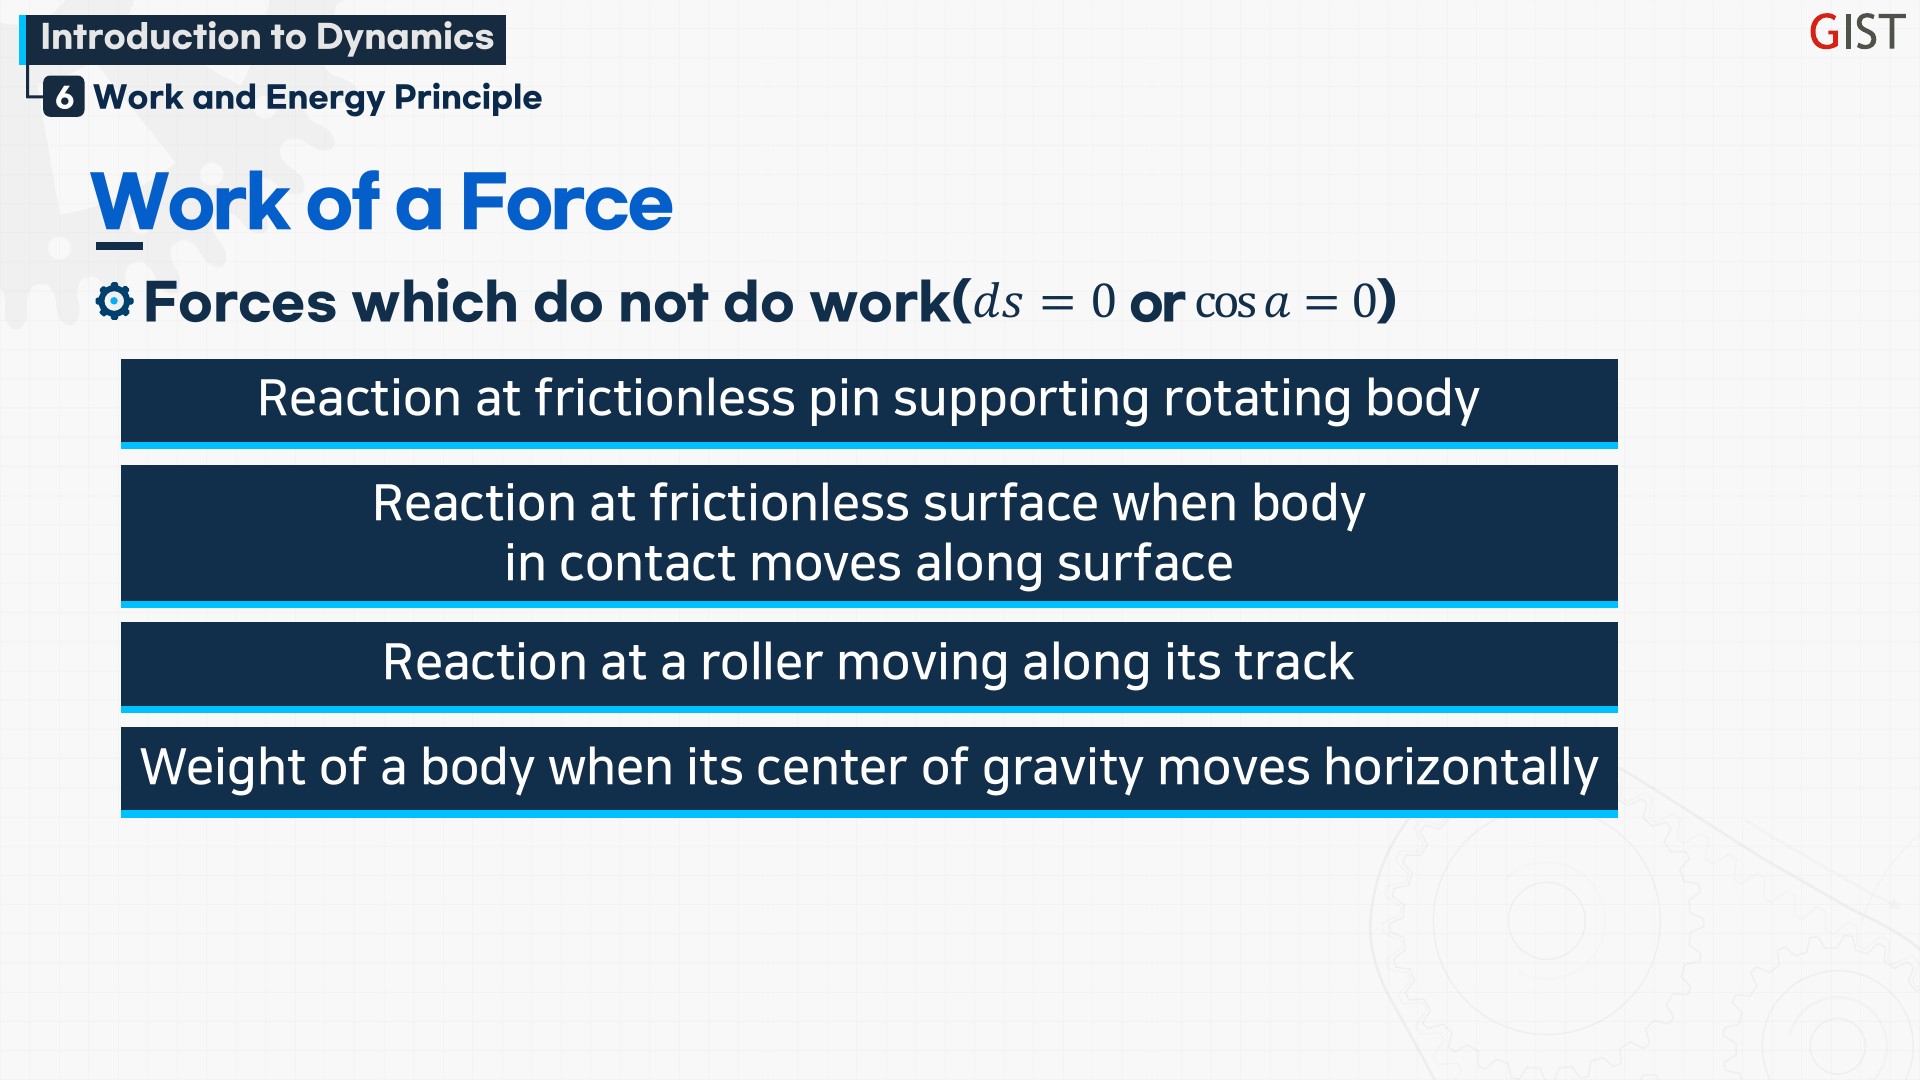 Introduction to Dynamics
GIST
6 Work and Energy Principle
Work of a Force
Forces which do not do work(ds = 0 or cos a = 0)
Reaction at frictionless pin supporting rotating body
Reaction at frictionless surface when body
in contact moves along surface
Reaction at a roller moving along its track
Weight of a body when its center of gravity moves horizontally